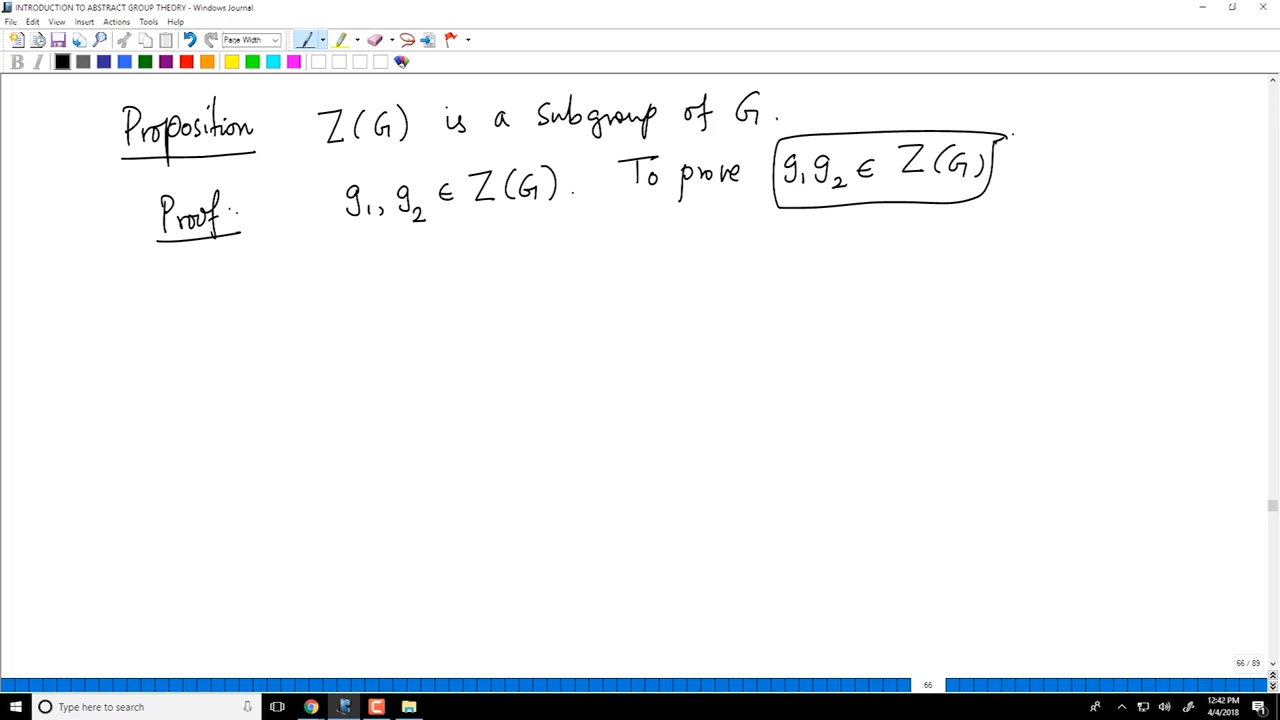 INTRODUCTION TO ABSTRACT GROUP THEORY - Windows Journal
File Edit View Insert Actions Tools Help
Page Width
B I
Proposition Z(G) is a subgroup of G.
Proof: g₁, g₂ ∈ Z(G). To prove g₁g₂ ∈ Z(G)
66 / 89
66
Type here to search
12:42 PM
4/4/2018